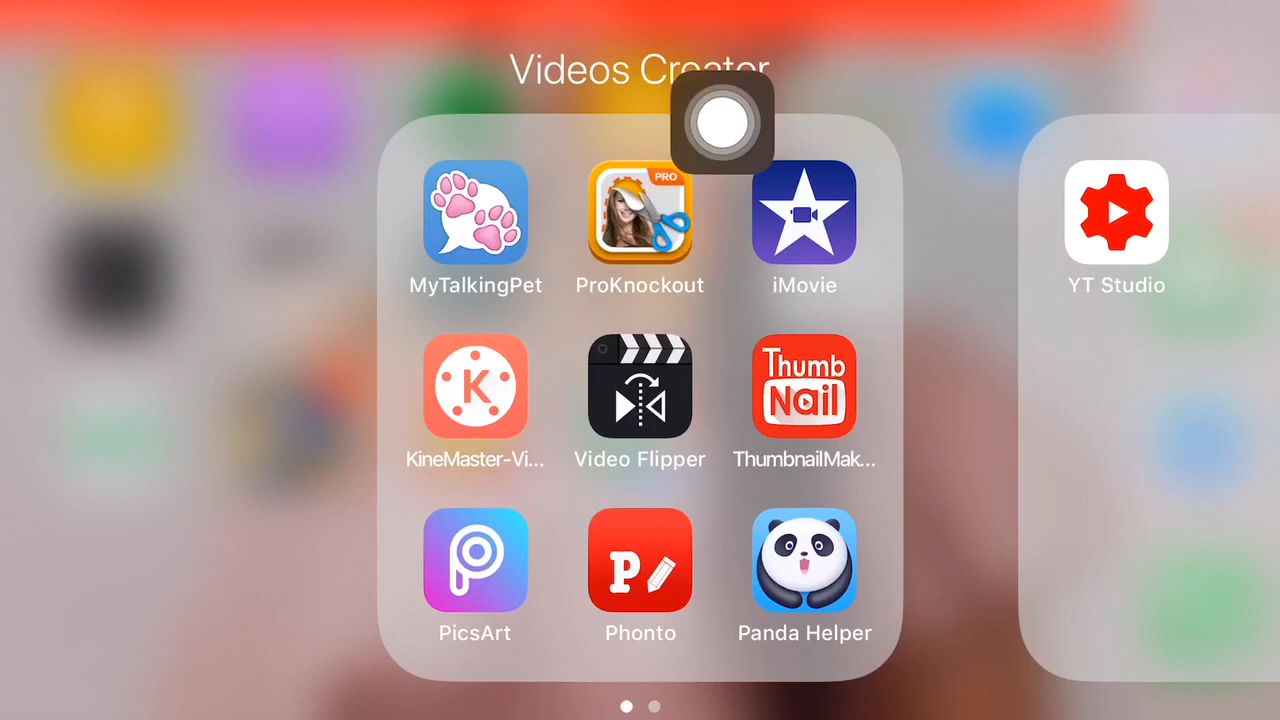 Videos Creator
PRO
MyTalkingPet
ProKnockout
iMovie
YT Studio
K
Thumb
Nail
KineMaster-Vi...
Video Flipper
ThumbnailMak...
P
PicsArt
Phonto
Panda Helper